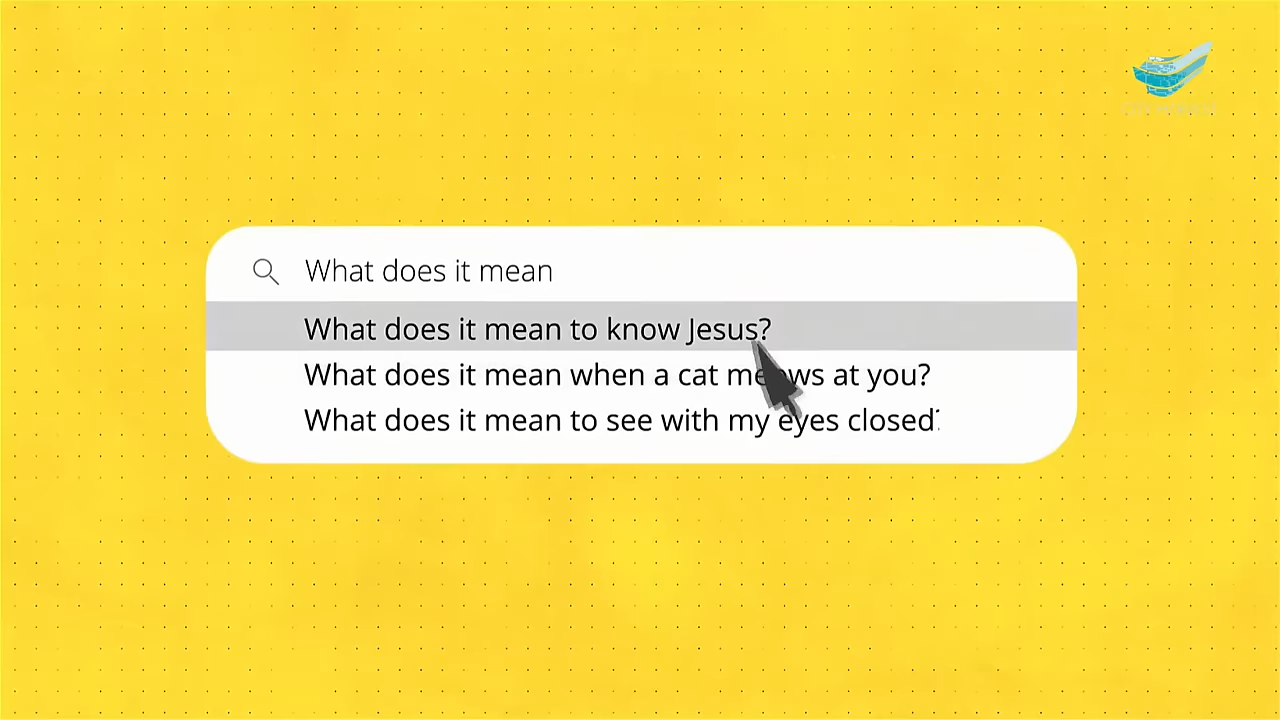 What does it mean
What does it mean to know Jesus?
What does it mean when a cat meows at you?
What does it mean to see with my eyes closed?